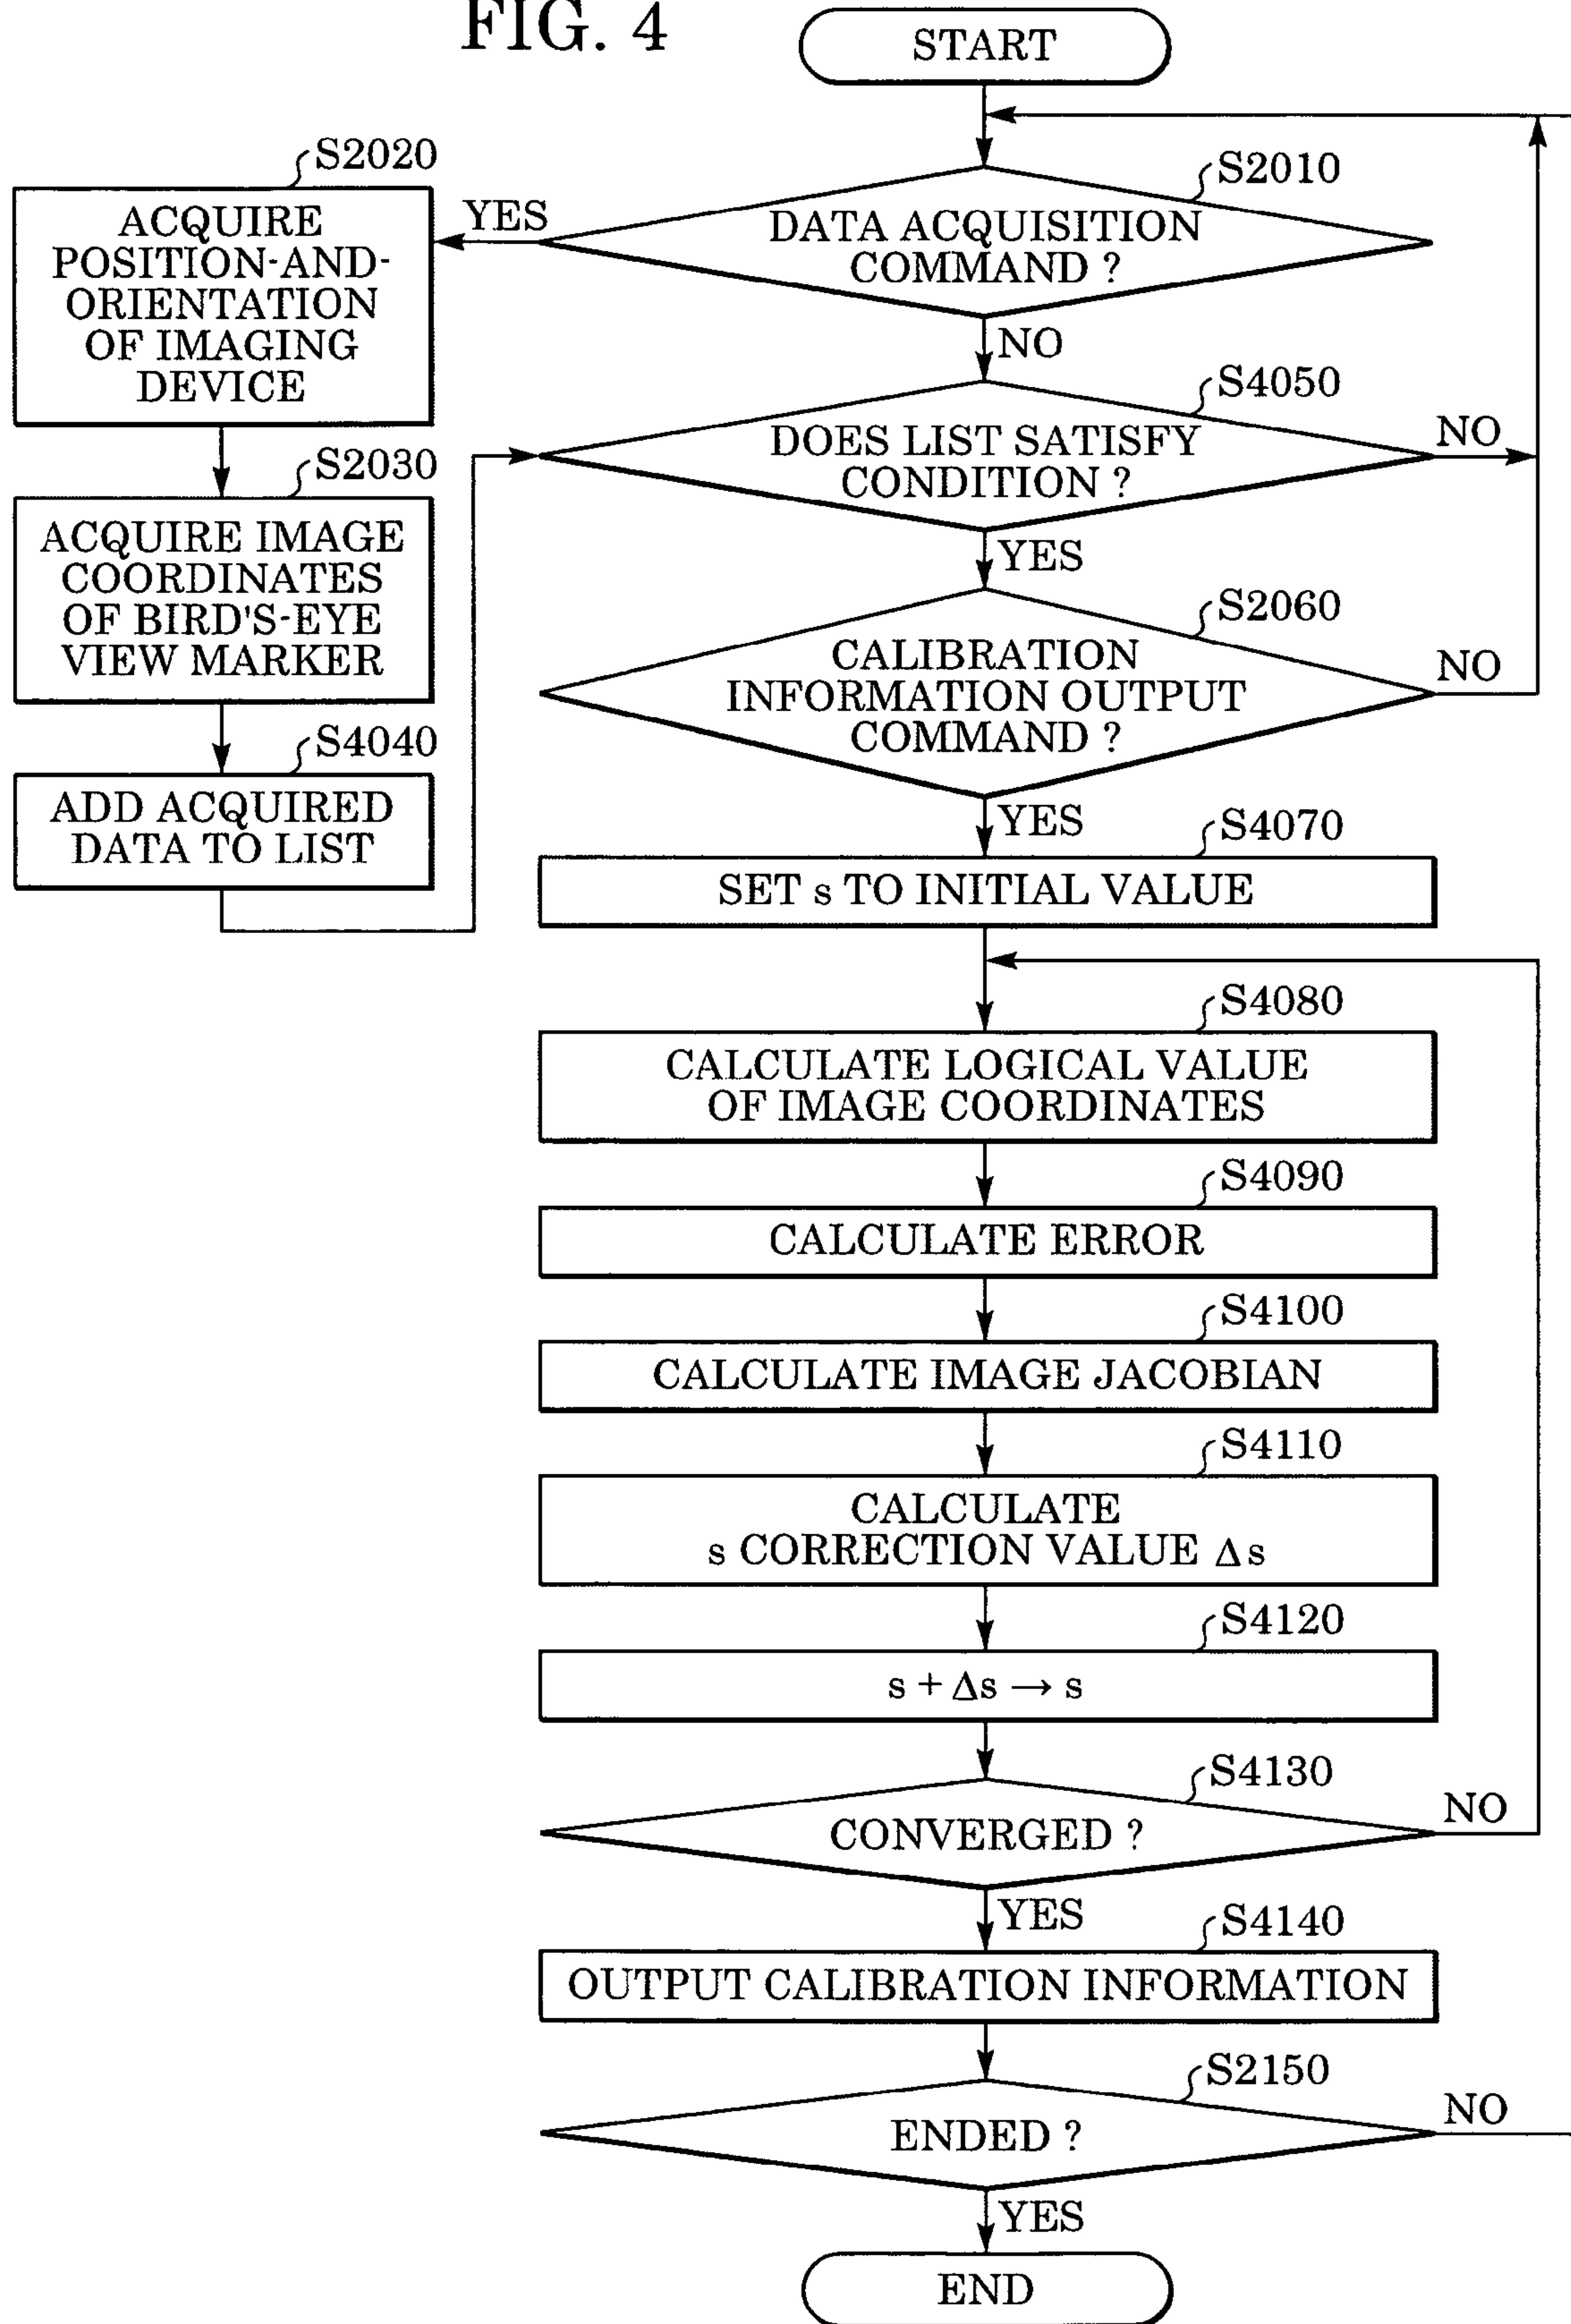 FIG. 4
START
S2010
DATA ACQUISITION
COMMAND ?
YES
NO
S2020
ACQUIRE
POSITION-AND-
ORIENTATION
OF IMAGING
DEVICE
S2030
ACQUIRE IMAGE
COORDINATES
OF BIRD'S-EYE
VIEW MARKER
S4040
ADD ACQUIRED
DATA TO LIST
S4050
DOES LIST SATISFY
CONDITION ?
NO
YES
S2060
CALIBRATION
INFORMATION OUTPUT
COMMAND ?
NO
YES
S4070
SET s TO INITIAL VALUE
S4080
CALCULATE LOGICAL VALUE
OF IMAGE COORDINATES
S4090
CALCULATE ERROR
S4100
CALCULATE IMAGE JACOBIAN
S4110
CALCULATE
s CORRECTION VALUE Δs
S4120
s + Δs → s
S4130
CONVERGED ?
NO
YES
S4140
OUTPUT CALIBRATION INFORMATION
S2150
ENDED ?
NO
YES
END